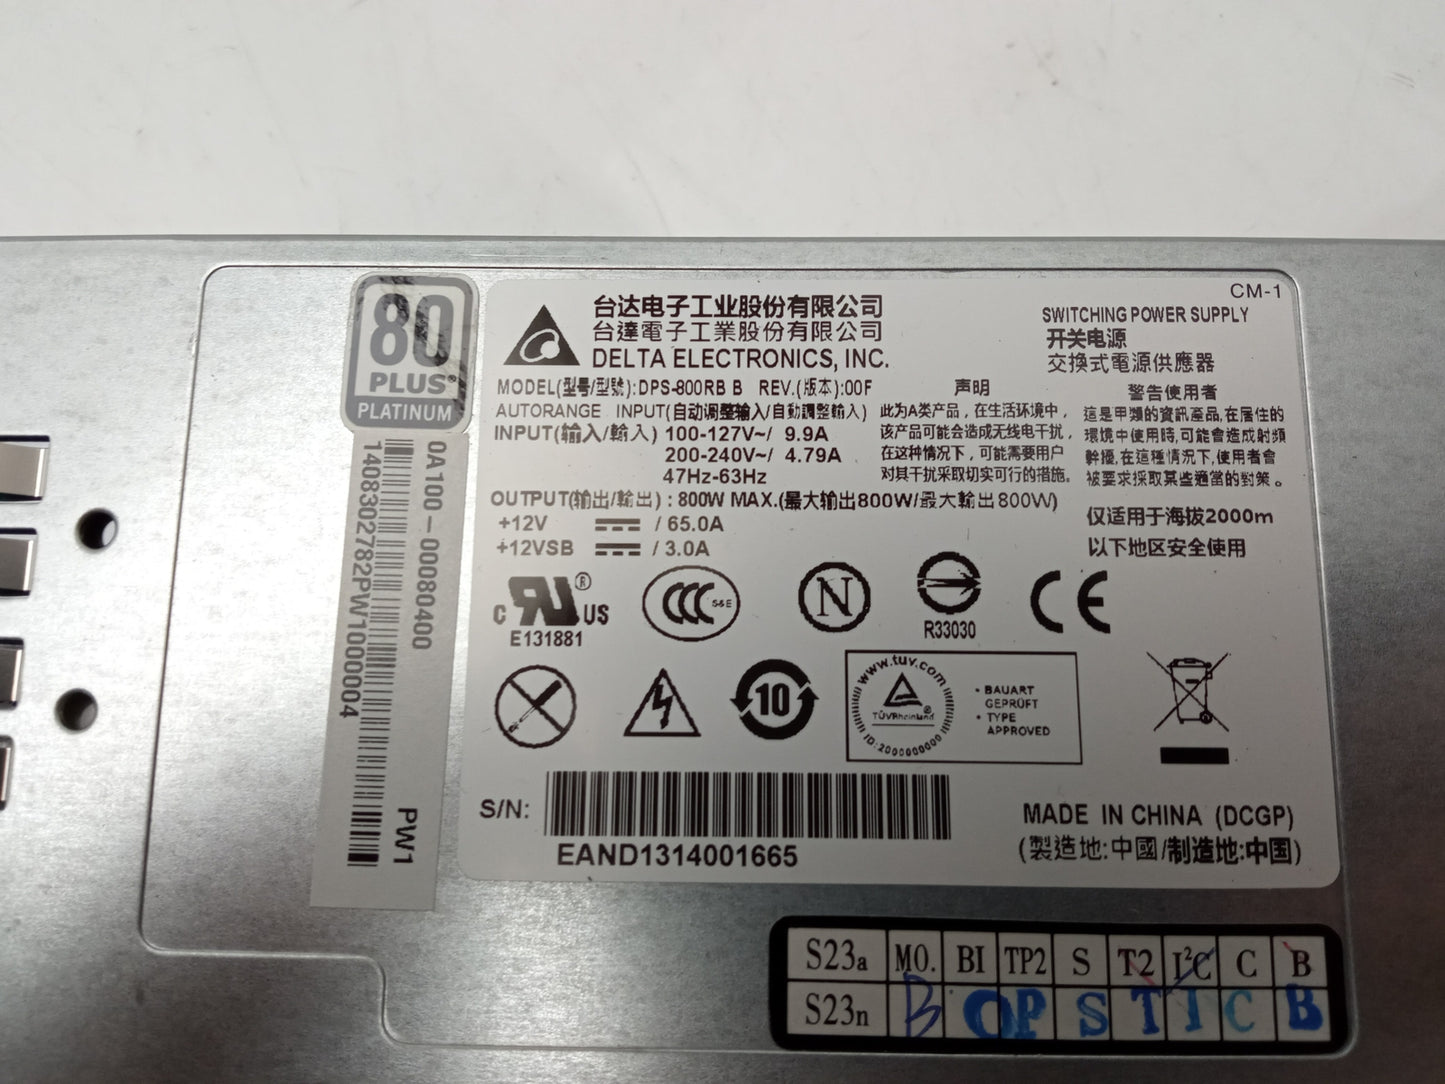 80
PLUS®
PLATINUM
0A100-00080400
1408302782PW1000004
PW1
台达电子工业股份有限公司
台達電子工業股份有限公司
DELTA ELECTRONICS, INC.
CM-1
SWITCHING POWER SUPPLY
开关电源
交換式電源供應器
MODEL(型号/型號):DPS-800RB B REV.(版本):00F
AUTORANGE INPUT(自动调整输入/自動調整輸入)
INPUT(输入/輸入) 100-127V~/ 9.9A
200-240V~/ 4.79A
47Hz-63Hz
声明
此为A类产品，在生活环境中，
该产品可能会造成无线电干扰，
在这种情况下，可能需要用户
对其干扰采取切实可行的措施。
警告使用者
這是甲類的資訊產品,在居住的
環境中使用時,可能會造成射頻
幹擾,在這種情況下,使用者會
被要求採取某些適當的對策。
OUTPUT(输出/輸出) : 800W MAX.(最大输出800W/最大輸出800W)
+12V / 65.0A
+12VSB / 3.0A
仅适用于海拔2000m
以下地区安全使用
c RU® US
E131881
CCC S&E
N
R33030
CE
10
www.tuv.com
TÜVRheinland®
ID:2000000000
• BAUART
GEPRÜFT
• TYPE
APPROVED
S/N:
EAND1314001665
MADE IN CHINA (DCGP)
(製造地:中國/制造地:中国)
S23a M0. BI TP2 S T2 I²C C B
S23n B O P S T I C B